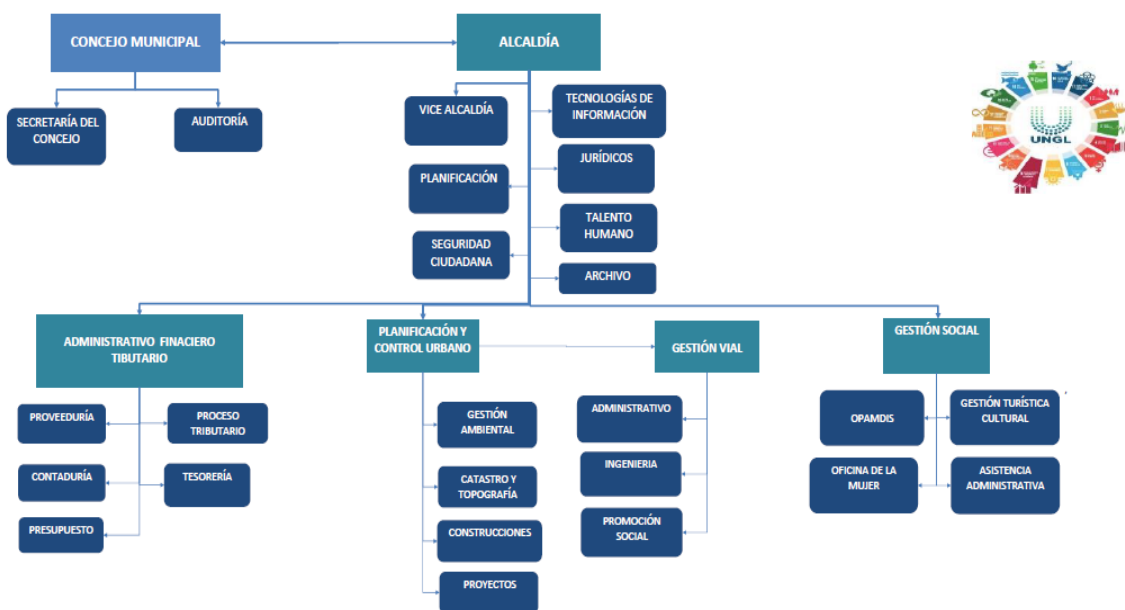 CONCEJO MUNICIPAL
ALCALDÍA
SECRETARÍA DEL
CONCEJO
AUDITORÍA
VICE ALCALDÍA
TECNOLOGÍAS DE
INFORMACIÓN
JURÍDICOS
PLANIFICACIÓN
TALENTO
HUMANO
SEGURIDAD
CIUDADANA
ARCHIVO
UNGL
ADMINISTRATIVO FINACIERO
TIBUTARIO
PLANIFICACIÓN Y
CONTROL URBANO
GESTIÓN VIAL
GESTIÓN SOCIAL
PROVEEDURÍA
PROCESO
TRIBUTARIO
CONTADURÍA
TESORERÍA
PRESUPUESTO
GESTIÓN
AMBIENTAL
CATASTRO Y
TOPOGRAFÍA
CONSTRUCCIONES
PROYECTOS
ADMINISTRATIVO
INGENIERIA
PROMOCIÓN
SOCIAL
OPAMDIS
GESTIÓN TURÍSTICA
CULTURAL
OFICINA DE LA
MUJER
ASISTENCIA
ADMINISTRATIVA